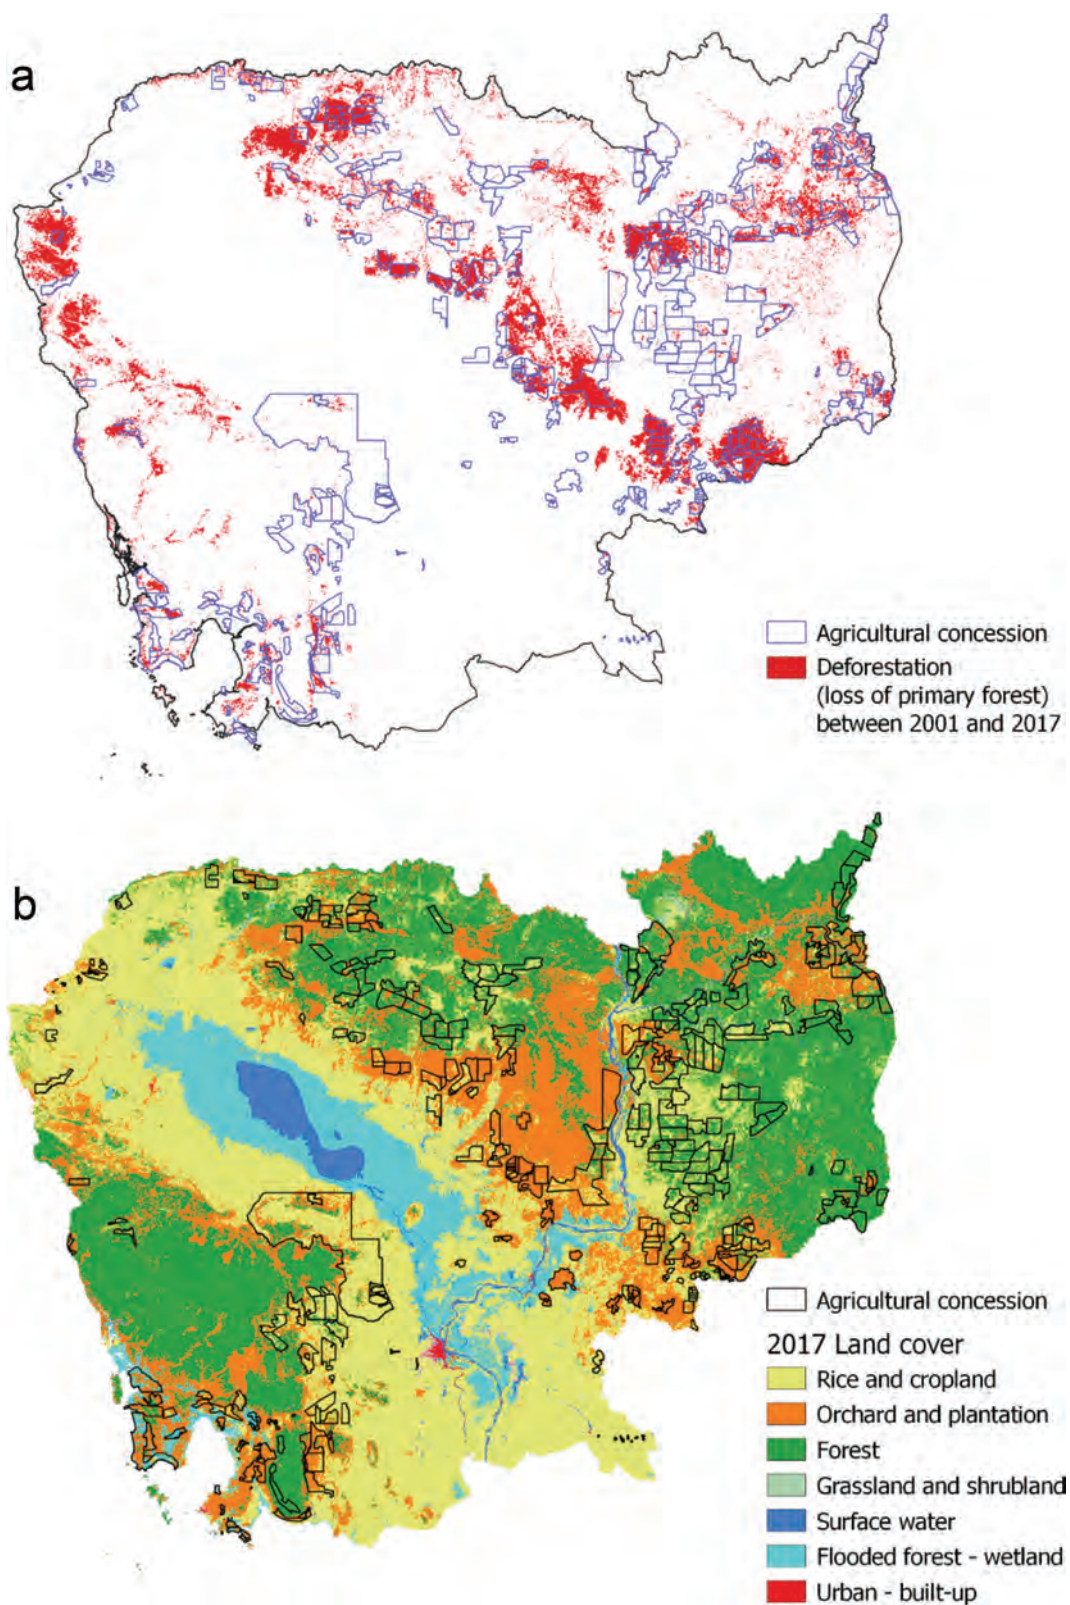 a
Agricultural concession
Deforestation
(loss of primary forest)
between 2001 and 2017
b
Agricultural concession
2017 Land cover
Rice and cropland
Orchard and plantation
Forest
Grassland and shrubland
Surface water
Flooded forest - wetland
Urban - built-up